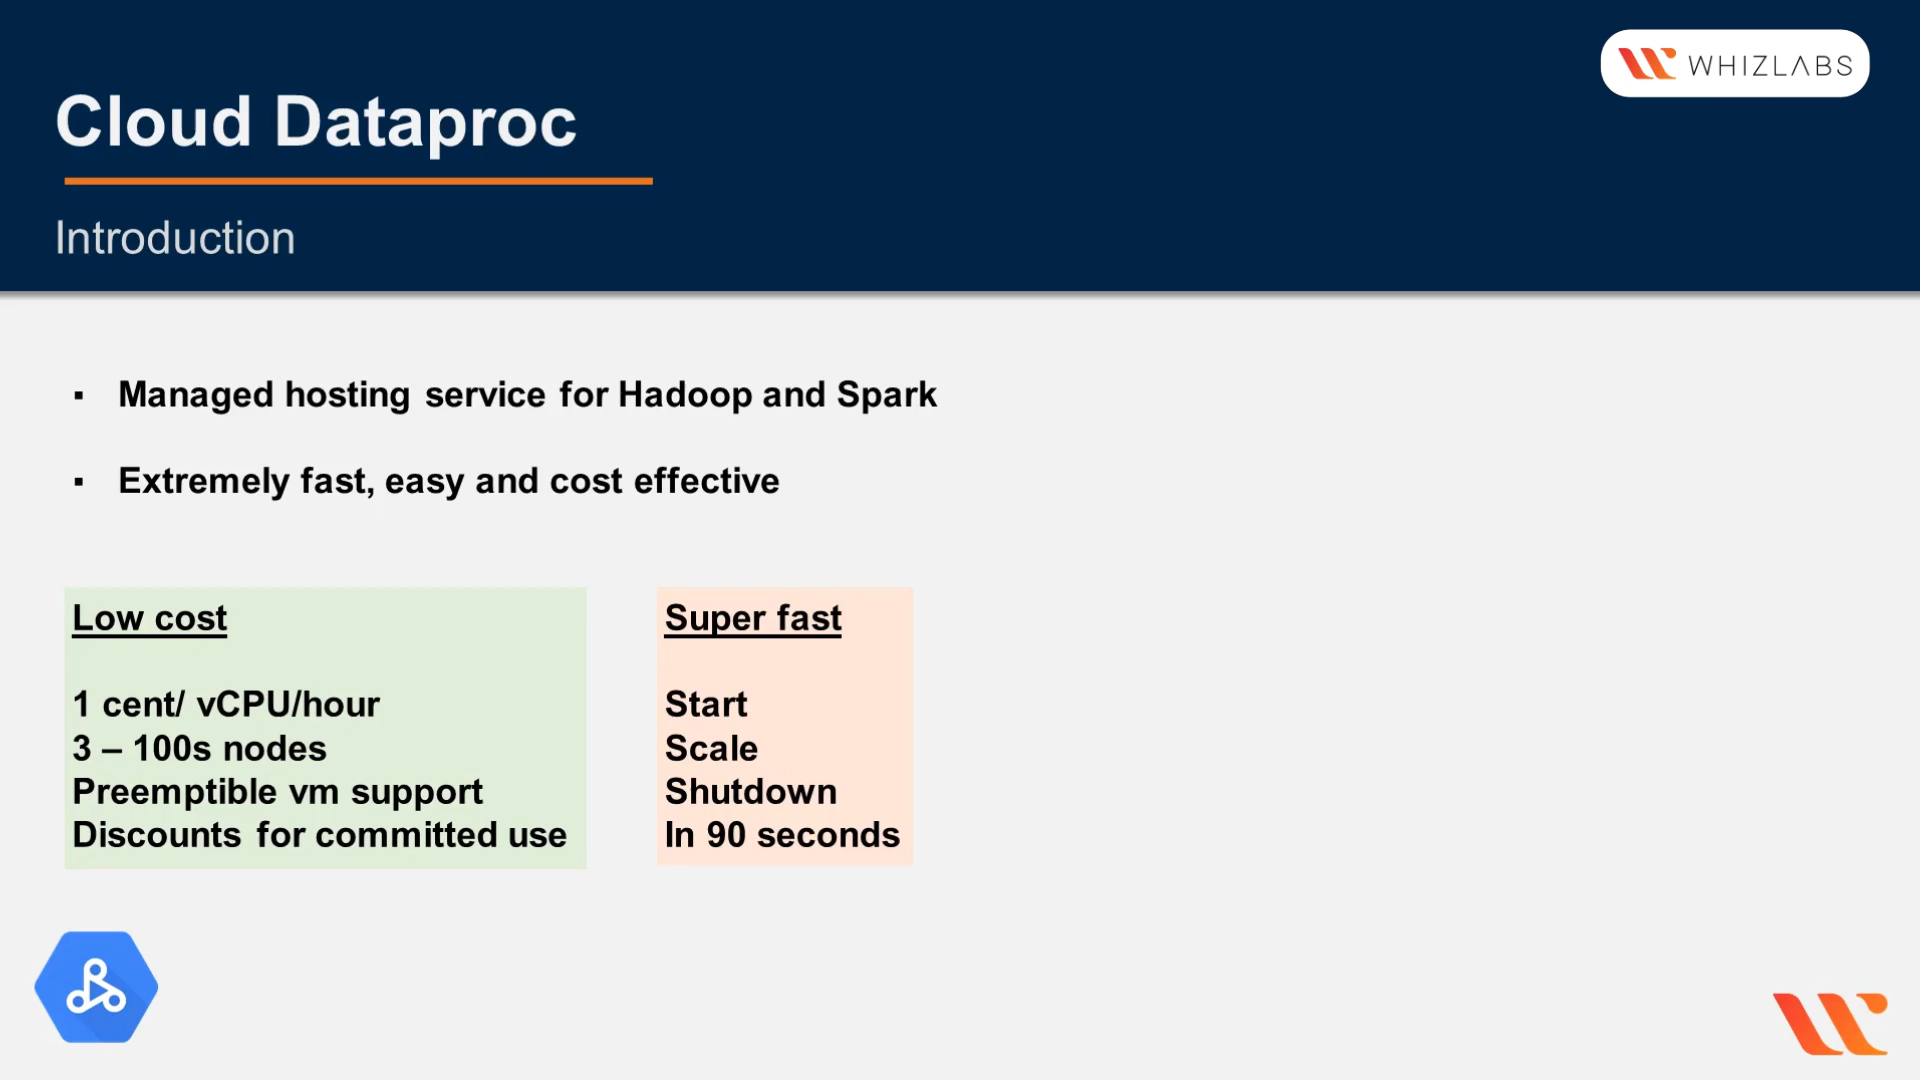 WHIZLABS
Cloud Dataproc
Introduction
▪ Managed hosting service for Hadoop and Spark
▪ Extremely fast, easy and cost effective
Low cost
1 cent/ vCPU/hour
3 – 100s nodes
Preemptible vm support
Discounts for committed use
Super fast
Start
Scale
Shutdown
In 90 seconds